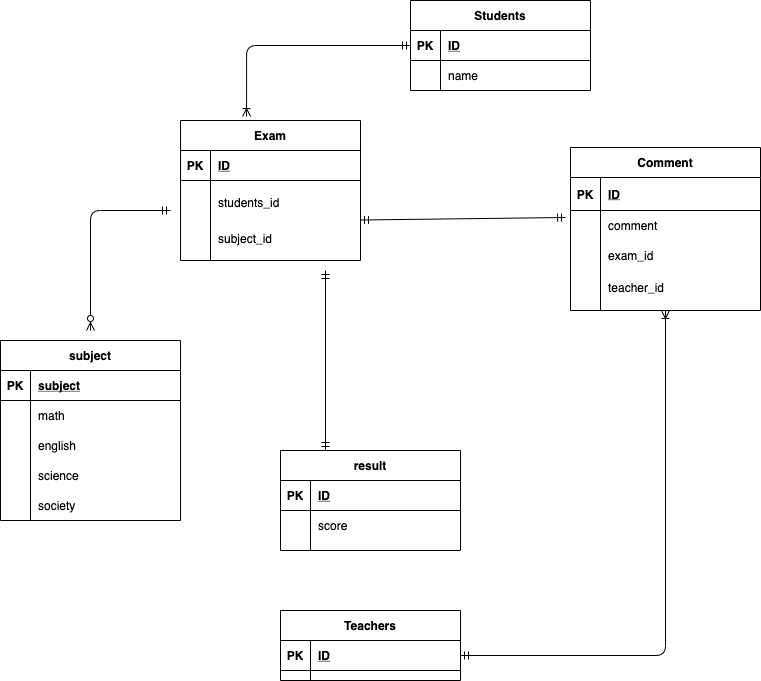 Students
PK ID
name
Exam
PK ID
students_id
subject_id
Comment
PK ID
comment
exam_id
teacher_id
subject
PK subject
math
english
science
society
result
PK ID
score
Teachers
PK ID